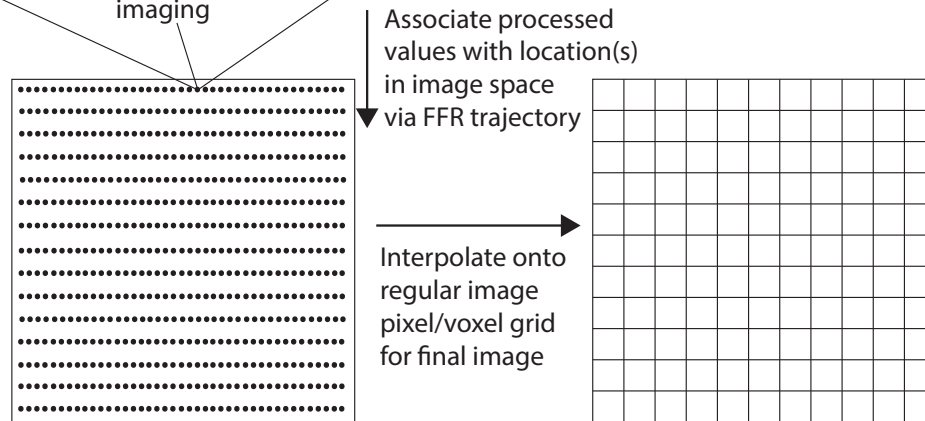 imaging
Associate processed
values with location(s)
in image space
via FFR trajectory
Interpolate onto
regular image
pixel/voxel grid
for final image